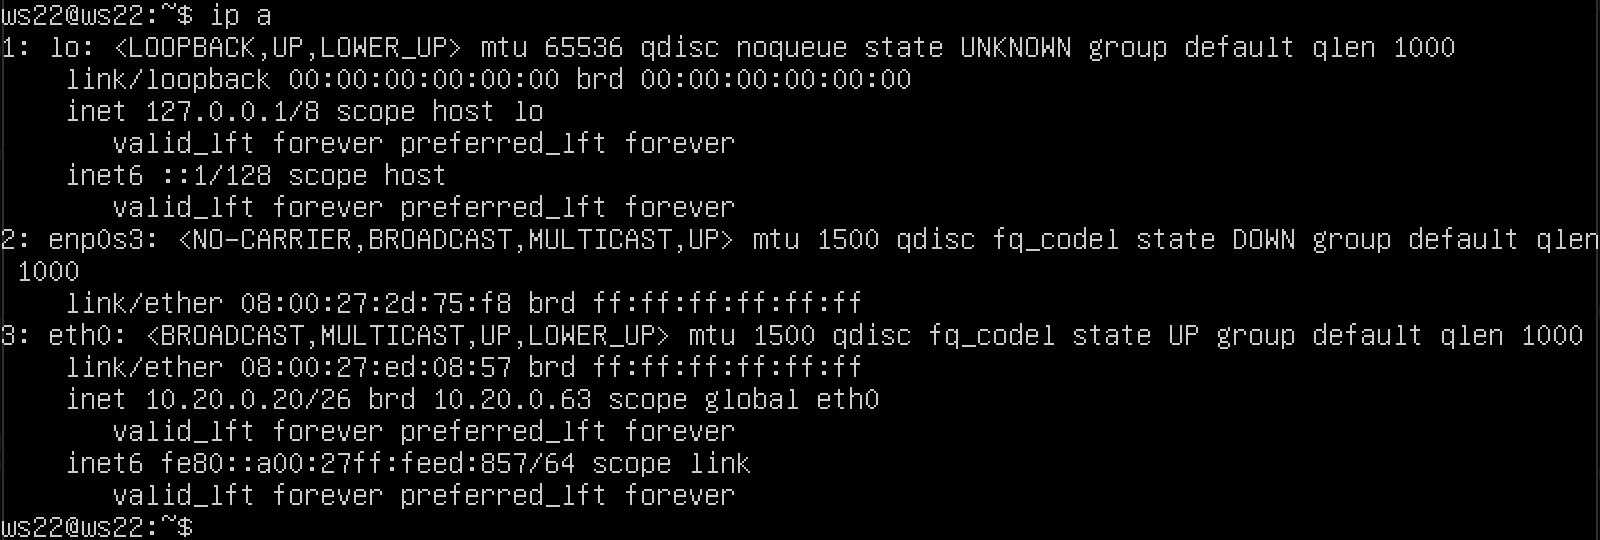 ws22@ws22:~$ ip a
1: lo: <LOOPBACK,UP,LOWER_UP> mtu 65536 qdisc noqueue state UNKNOWN group default qlen 1000
    link/loopback 00:00:00:00:00:00 brd 00:00:00:00:00:00
    inet 127.0.0.1/8 scope host lo
       valid_lft forever preferred_lft forever
    inet6 ::1/128 scope host
       valid_lft forever preferred_lft forever
2: enp0s3: <NO-CARRIER,BROADCAST,MULTICAST,UP> mtu 1500 qdisc fq_codel state DOWN group default qlen
 1000
    link/ether 08:00:27:2d:75:f8 brd ff:ff:ff:ff:ff:ff
3: eth0: <BROADCAST,MULTICAST,UP,LOWER_UP> mtu 1500 qdisc fq_codel state UP group default qlen 1000
    link/ether 08:00:27:ed:08:57 brd ff:ff:ff:ff:ff:ff
    inet 10.20.0.20/26 brd 10.20.0.63 scope global eth0
       valid_lft forever preferred_lft forever
    inet6 fe80::a00:27ff:feed:857/64 scope link
       valid_lft forever preferred_lft forever
ws22@ws22:~$